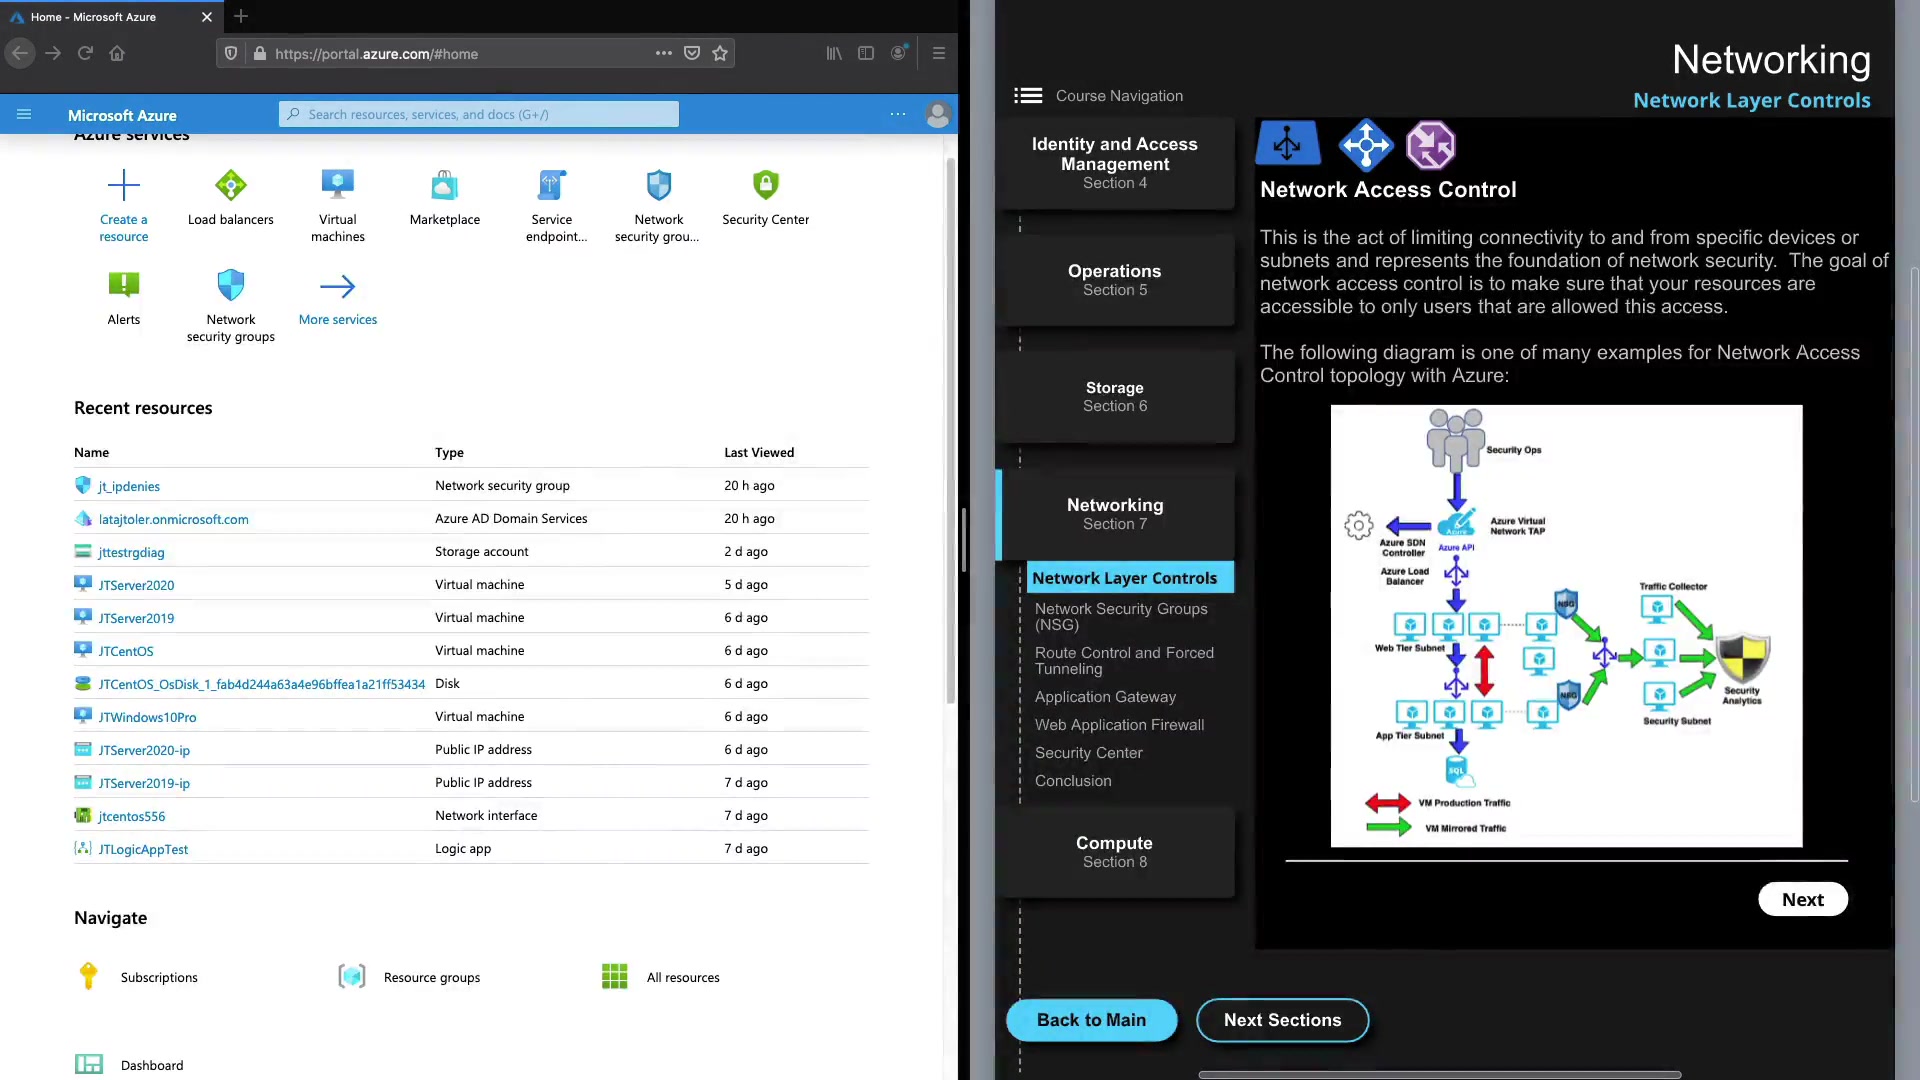 Home - Microsoft Azure
https://portal.azure.com/#home
Microsoft Azure
Search resources, services, and docs (G+/)
Azure services
Create a
resource
Load balancers
Virtual
machines
Marketplace
Service
endpoint...
Network
security grou...
Security Center
Alerts
Network
security groups
More services
Recent resources
Name Type Last Viewed
jt_ipdenies Network security group 20 h ago
latajtoler.onmicrosoft.com Azure AD Domain Services 20 h ago
jttestrgdiag Storage account 2 d ago
JTServer2020 Virtual machine 5 d ago
JTServer2019 Virtual machine 6 d ago
JTCentOS Virtual machine 6 d ago
JTCentOS_OsDisk_1_fab4d244a63a4e96bffea1a21ff53434 Disk 6 d ago
JTWindows10Pro Virtual machine 6 d ago
JTServer2020-ip Public IP address 6 d ago
JTServer2019-ip Public IP address 7 d ago
jtcentos556 Network interface 7 d ago
JTLogicAppTest Logic app 7 d ago
Navigate
Subscriptions
Resource groups
All resources
Dashboard
Networking
Network Layer Controls
Course Navigation
Identity and Access
Management
Section 4
Operations
Section 5
Storage
Section 6
Networking
Section 7
Network Layer Controls
Network Security Groups
(NSG)
Route Control and Forced
Tunneling
Application Gateway
Web Application Firewall
Security Center
Conclusion
Compute
Section 8
Back to Main
Next Sections
Network Access Control
This is the act of limiting connectivity to and from specific devices or
subnets and represents the foundation of network security. The goal of
network access control is to make sure that your resources are
accessible to only users that are allowed this access.
The following diagram is one of many examples for Network Access
Control topology with Azure:
Security Ops
Azure
Azure Virtual
Network TAP
Azure SDN
Controller
Azure API
Azure Load
Balancer
Traffic Collector
NSG
Web Tier Subnet
NSG
Security
Analytics
Security Subnet
App Tier Subnet
SQL
VM Production Traffic
VM Mirrored Traffic
Next